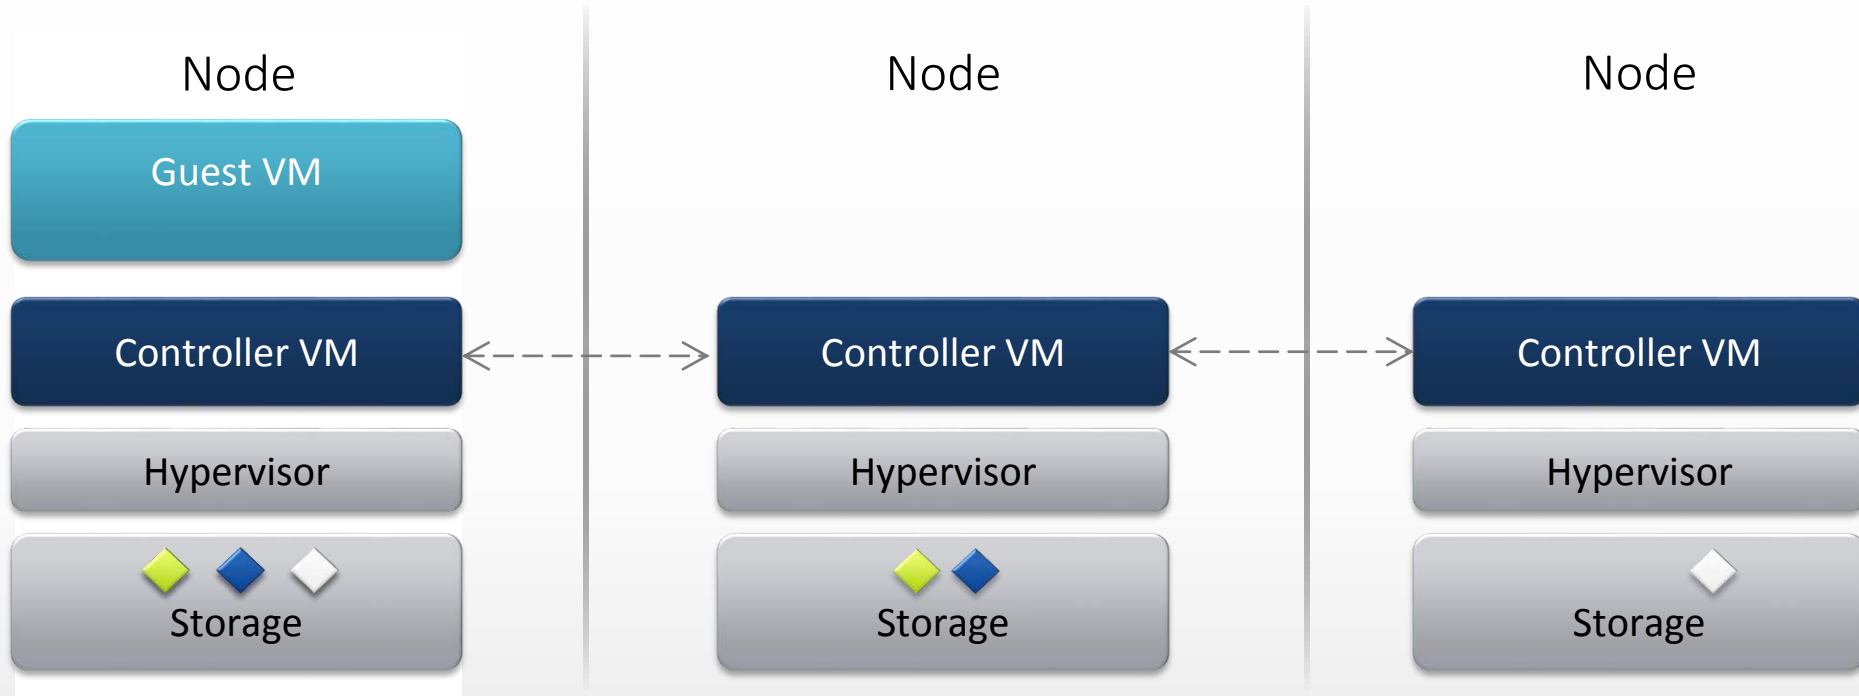 Node
Guest VM
Controller VM
Hypervisor
Storage
Node
Controller VM
Hypervisor
Storage
Node
Controller VM
Hypervisor
Storage